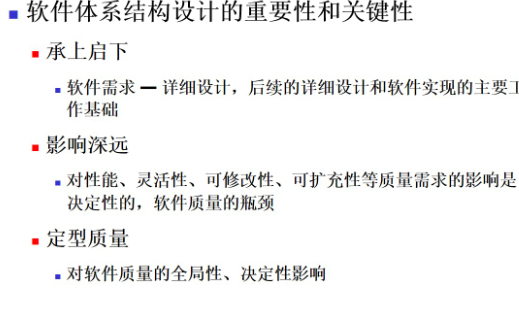 软件体系结构设计的重要性和关键性
承上启下
软件需求 — 详细设计，后续的详细设计和软件实现的主要工
作基础
影响深远
对性能、灵活性、可修改性、可扩充性等质量需求的影响是
决定性的，软件质量的瓶颈
定型质量
对软件质量的全局性、决定性影响